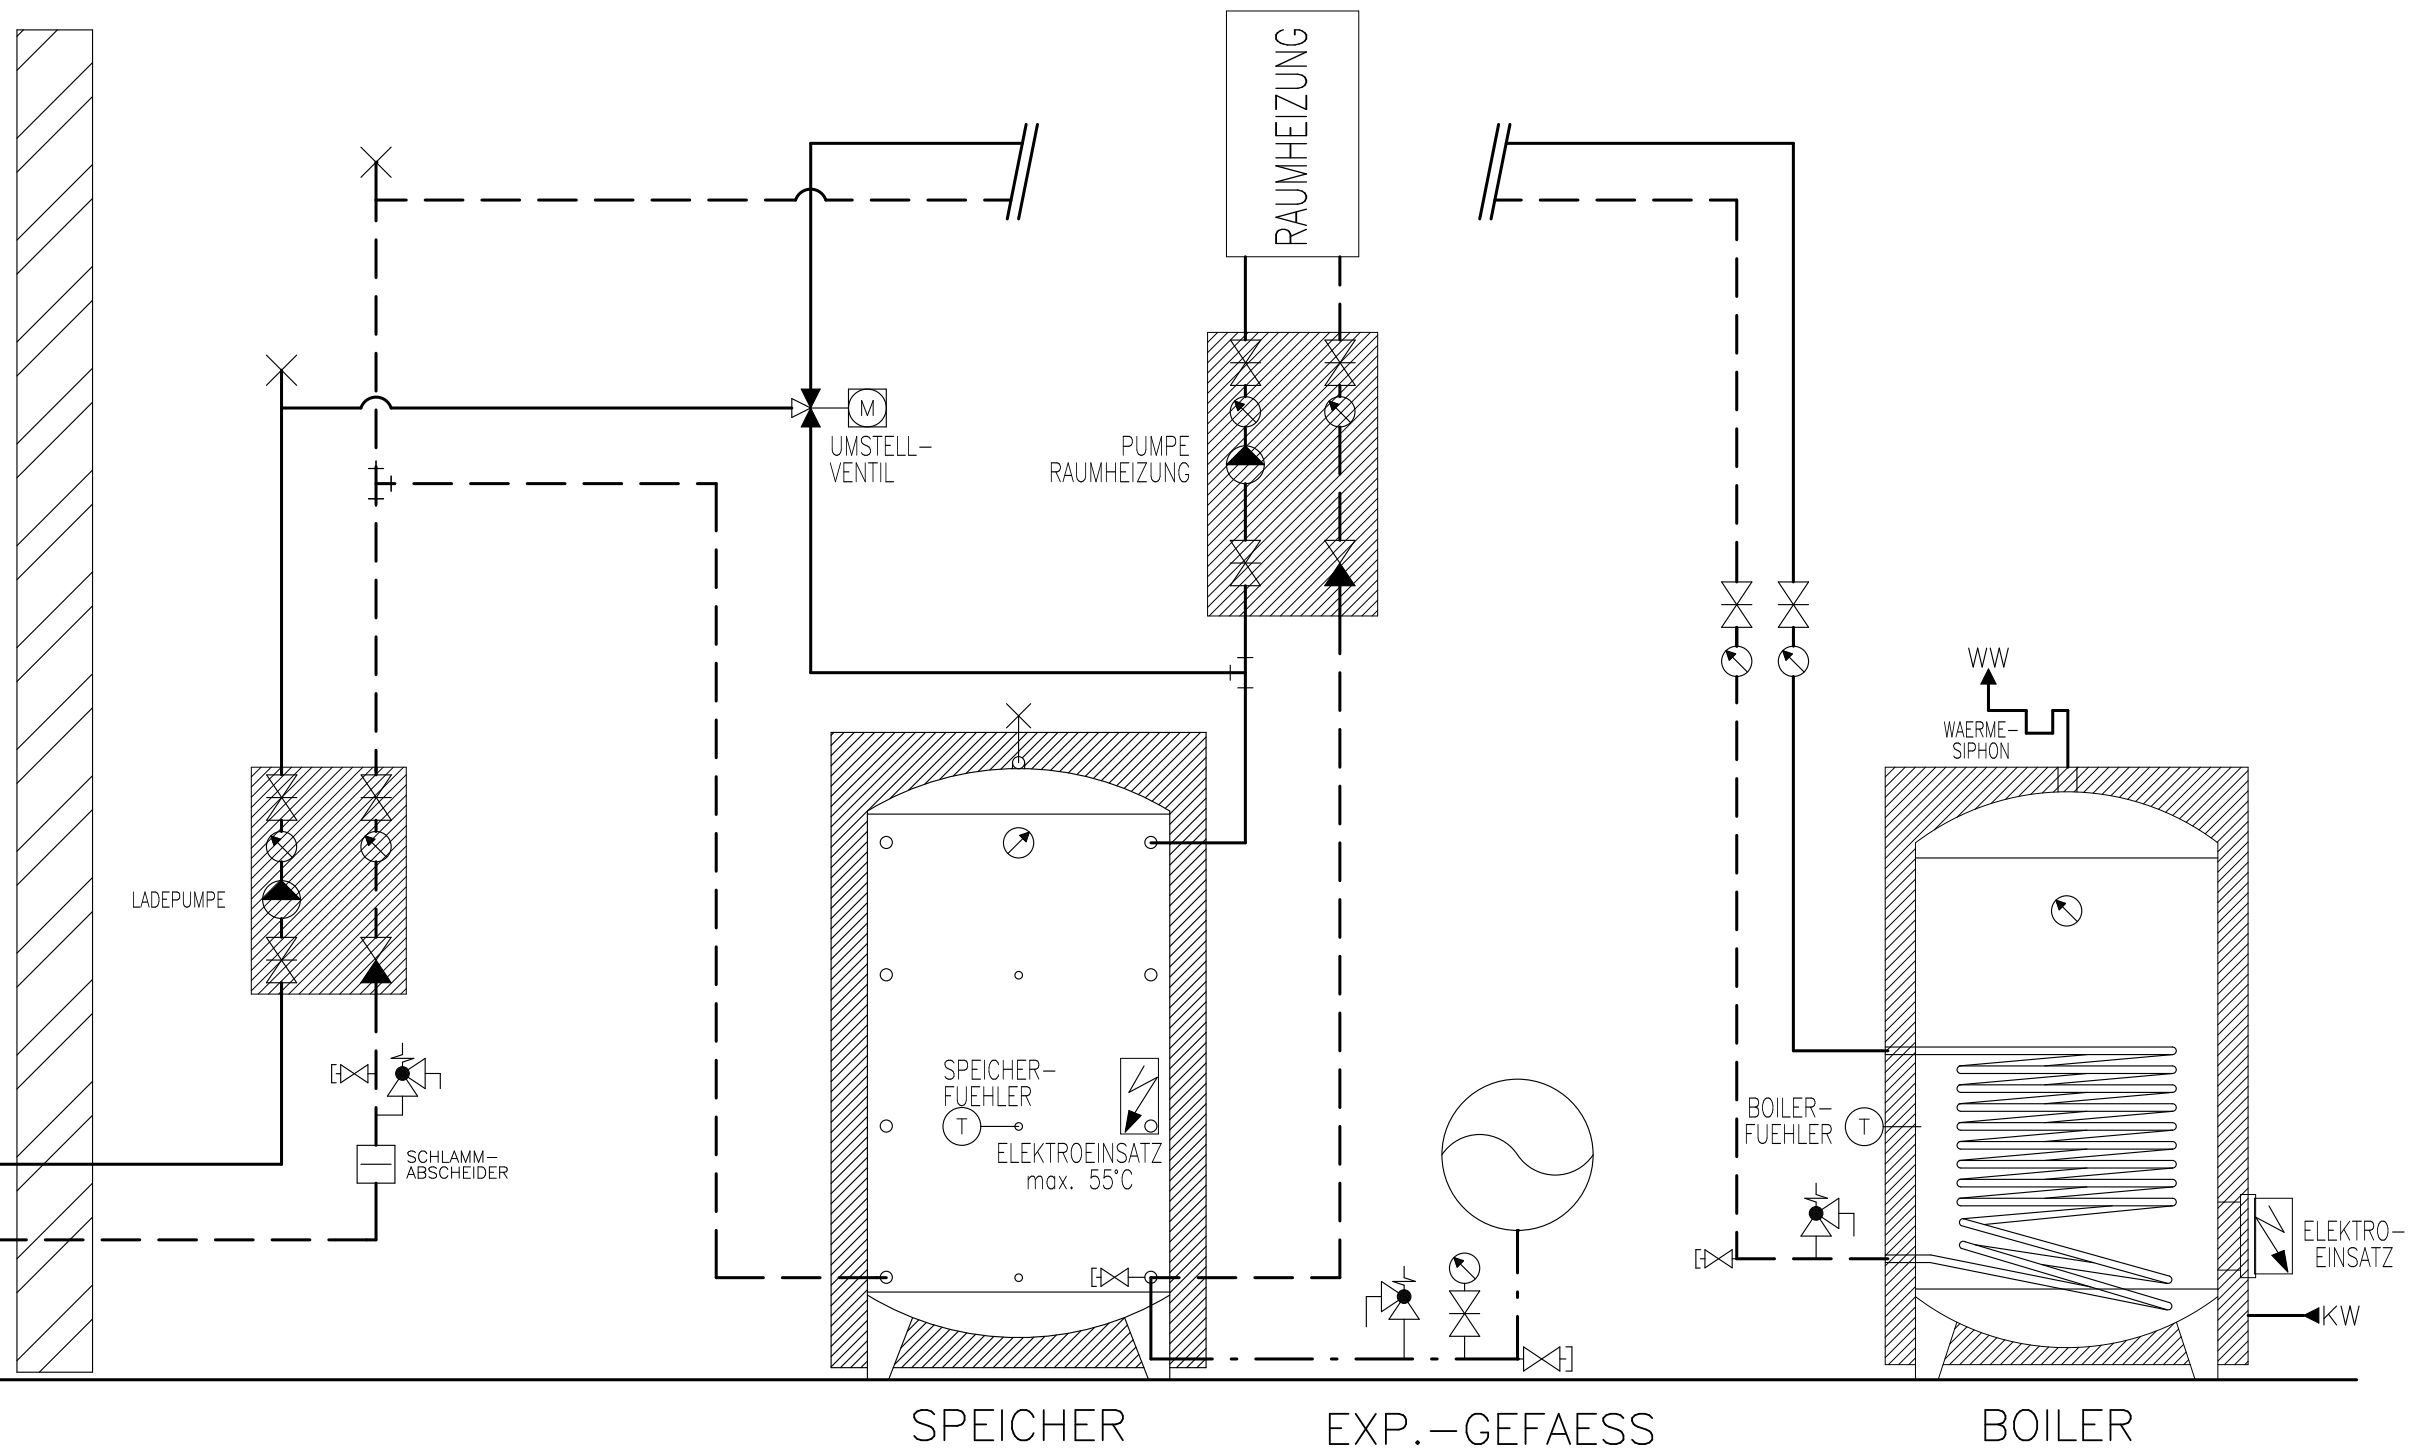 RAUMHEIZUNG
M
UMSTELL-
VENTIL
PUMPE
RAUMHEIZUNG
WW
WAERME-
SIPHON
LADEPUMPE
SPEICHER-
FUEHLER
T
ELEKTROEINSATZ
max. 55°C
BOILER-
FUEHLER
T
SCHLAMM-
ABSCHEIDER
ELEKTRO-
EINSATZ
KW
SPEICHER
EXP.-GEFAESS
BOILER